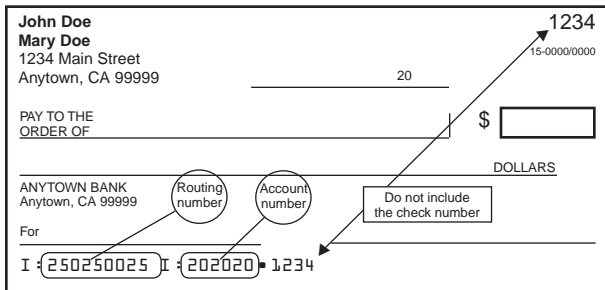 John Doe
1234
Mary Doe
15-0000/0000
1234 Main Street
Anytown, CA 99999
20
PAY TO THE
ORDER OF
$
DOLLARS
ANYTOWN BANK
Anytown, CA 99999
Routing
number
Account
number
Do not include
the check number
For
I:250250025 I:202020•1234